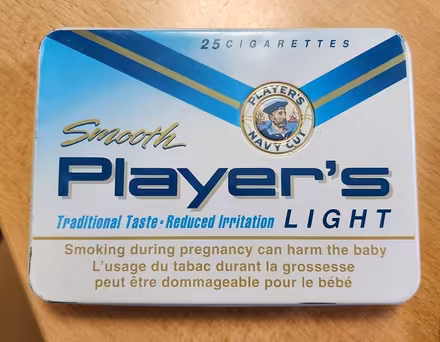 25 CIGARETTES
PLAYER'S
NAVY CUT
Smooth
Player's
Traditional Taste • Reduced Irritation LIGHT
Smoking during pregnancy can harm the baby
L'usage du tabac durant la grossesse
peut être dommageable pour le bébé